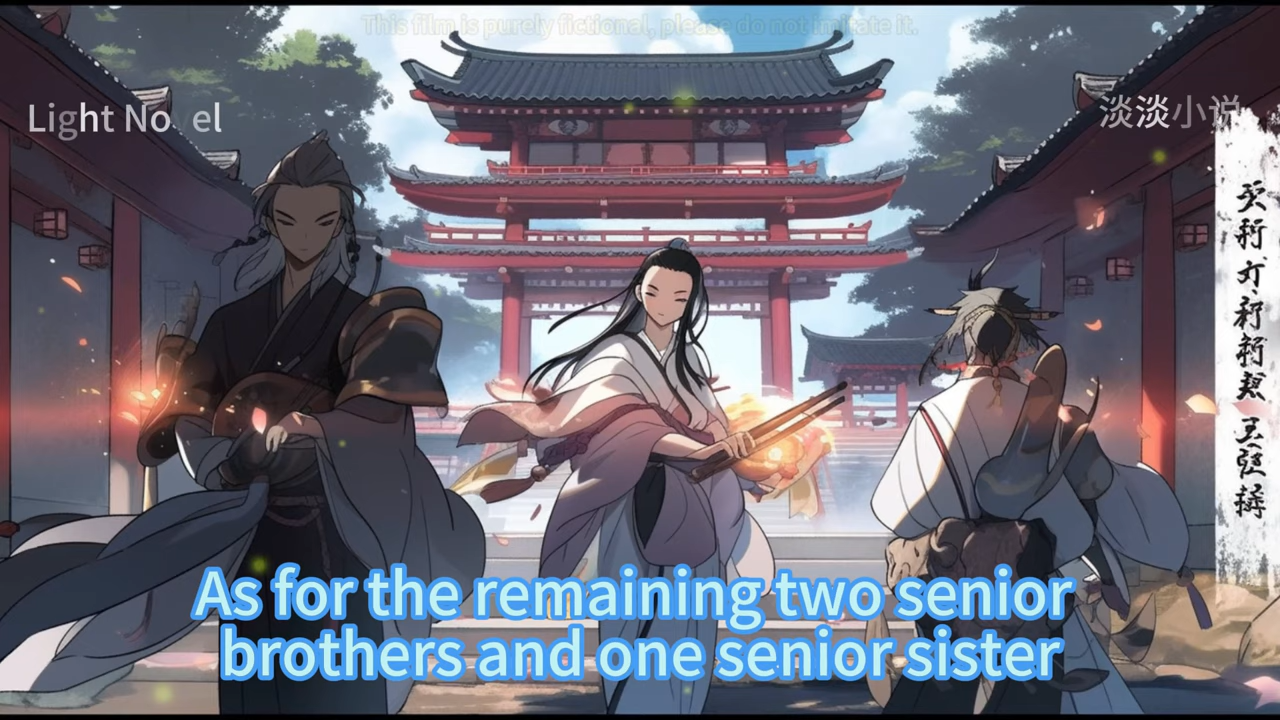 This film is purely fictional, please do not imitate it.
Light Novel
淡淡小说
As for the remaining two senior
brothers and one senior sister